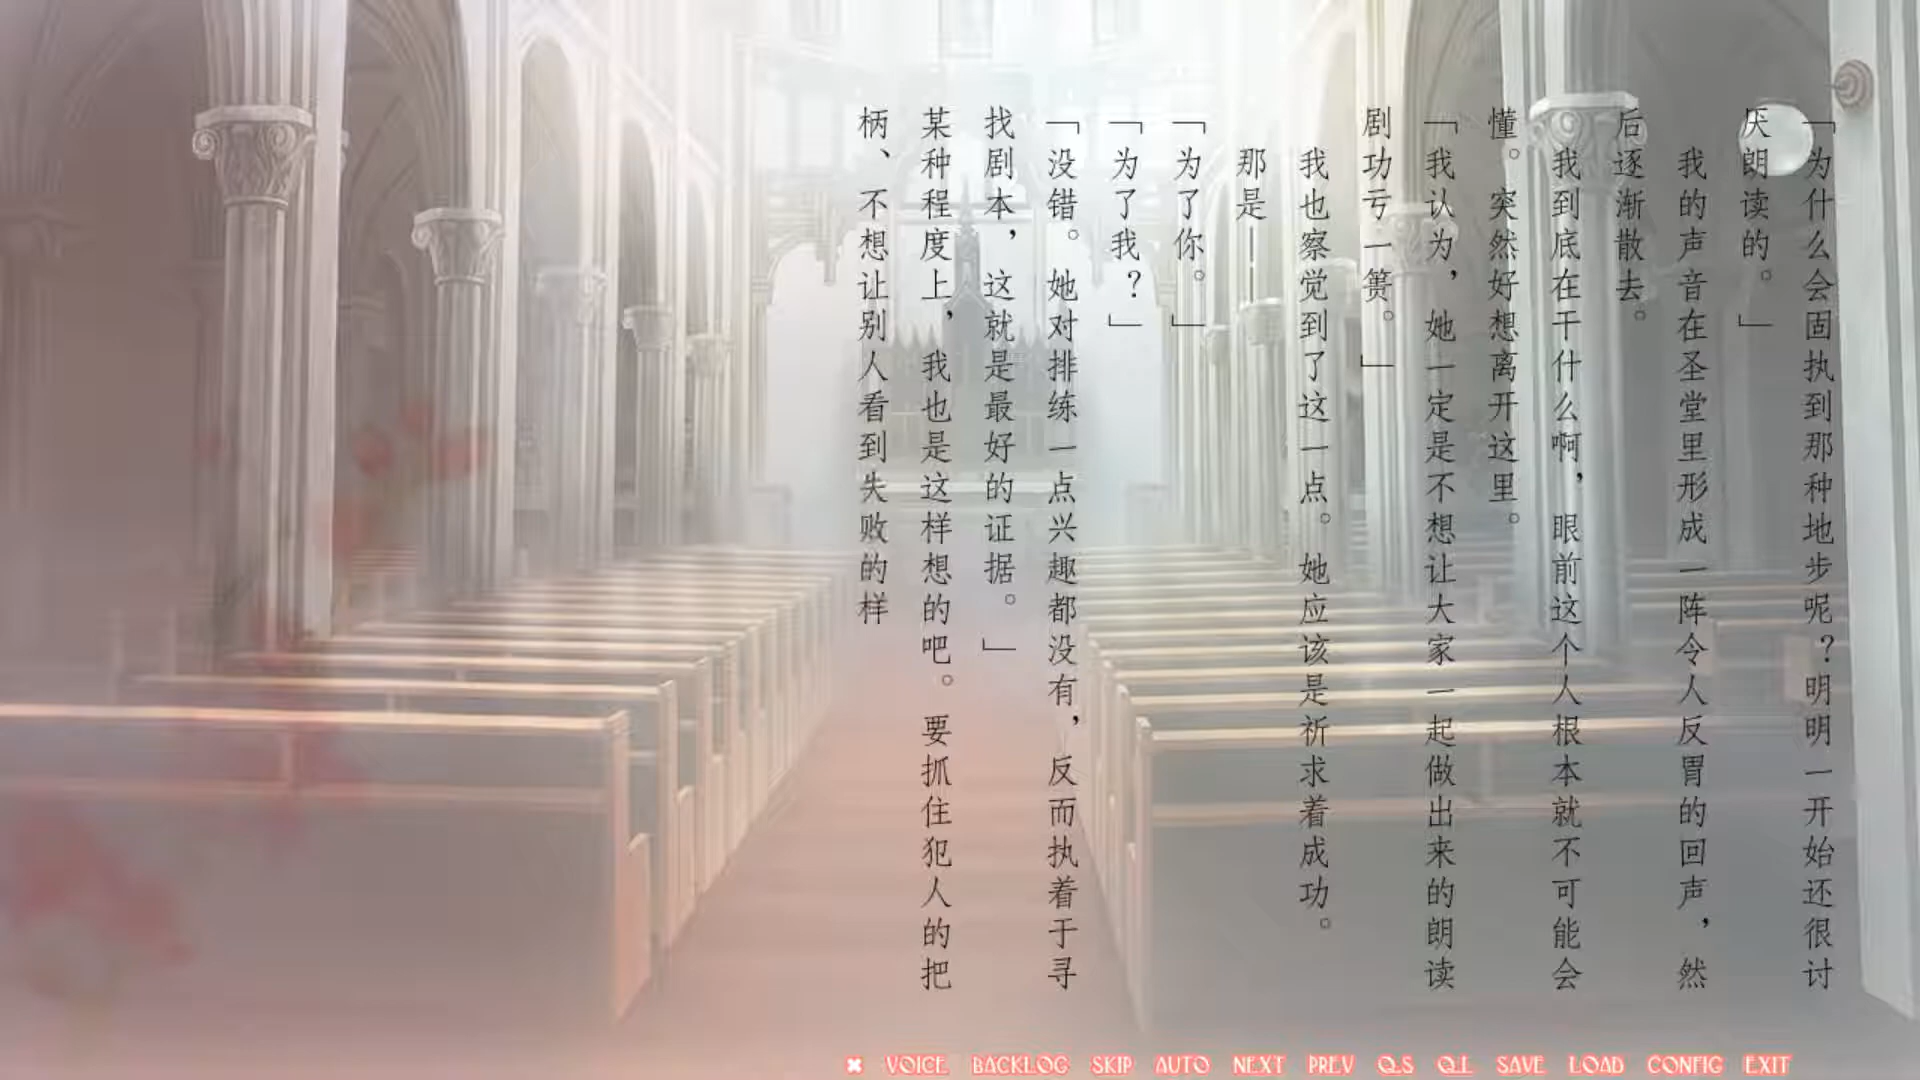 「为什么会固执到那种地步呢？明明一开始还很讨
厌朗读的。」
我的声音在圣堂里形成一阵令人反胃的回声，然
后逐渐散去。
我到底在干什么啊，眼前这个人根本就不可能会
懂。突然好想离开这里。
「我认为，她一定是不想让大家一起做出来的朗读
剧功亏一篑。」
我也察觉到了这一点。她应该是祈求着成功。
那是——
「为了你。」
「为了我？」
「没错。她对排练一点兴趣都没有，反而执着于寻
找剧本，这就是最好的证据。」
某种程度上，我也是这样想的吧。要抓住犯人的把
柄、不想让别人看到失败的样
✖ VOICE BACKLOG SKIP AUTO NEXT PREV Q.S Q.L SAVE LOAD CONFIG EXIT